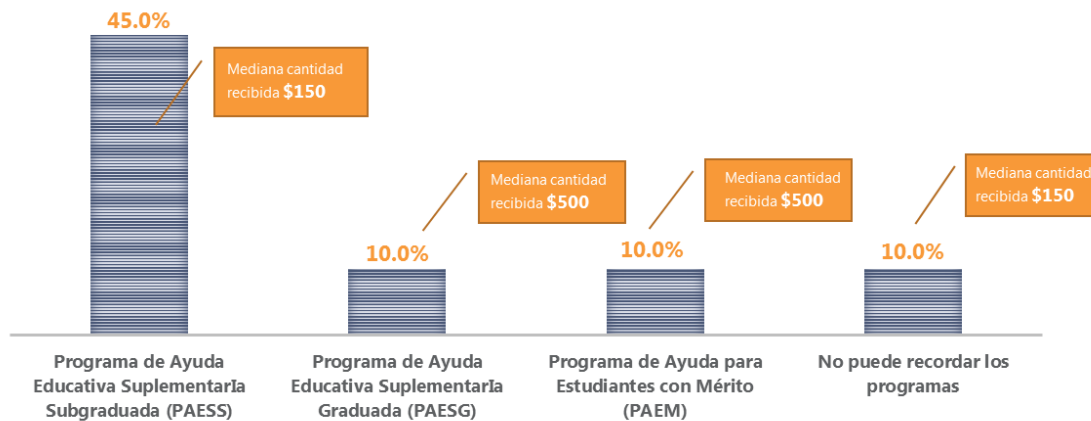 45.0%
Mediana cantidad
recibida $150
Mediana cantidad
recibida $500
10.0%
Mediana cantidad
recibida $500
10.0%
Mediana cantidad
recibida $150
10.0%
Programa de Ayuda
Educativa SuplementarIa
Subgraduada (PAESS)
Programa de Ayuda
Educativa SuplementarIa
Graduada (PAESG)
Programa de Ayuda para
Estudiantes con Mérito
(PAEM)
No puede recordar los
programas